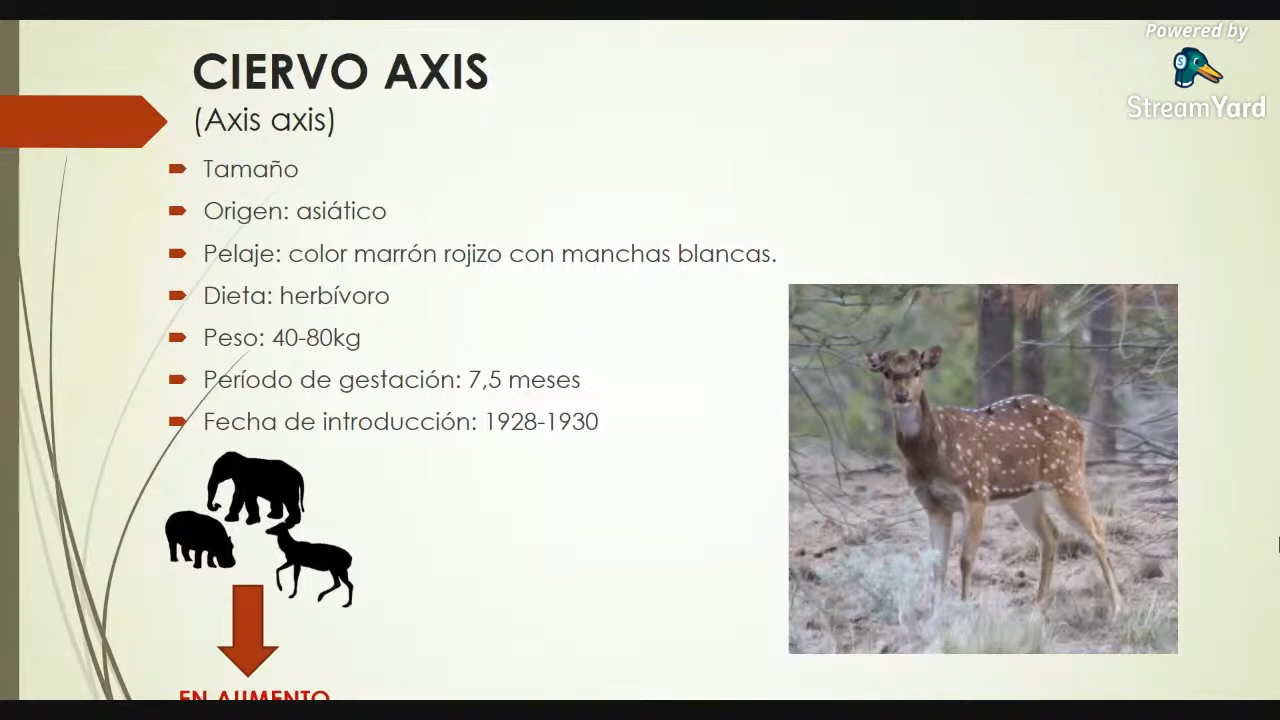 CIERVO AXIS
(Axis axis)
Tamaño
Origen: asiático
Pelaje: color marrón rojizo con manchas blancas.
Dieta: herbívoro
Peso: 40-80kg
Período de gestación: 7,5 meses
Fecha de introducción: 1928-1930
EN AUMENTO
Powered by
StreamYard